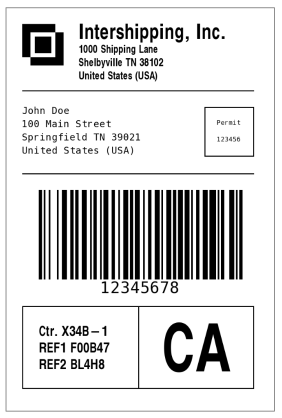 Intershipping, Inc.
1000 Shipping Lane
Shelbyville TN 38102
United States (USA)
John Doe
100 Main Street
Springfield TN 39021
United States (USA)
Permit
123456
12345678
Ctr. X34B–1
REF1 F00B47
REF2 BL4H8
CA